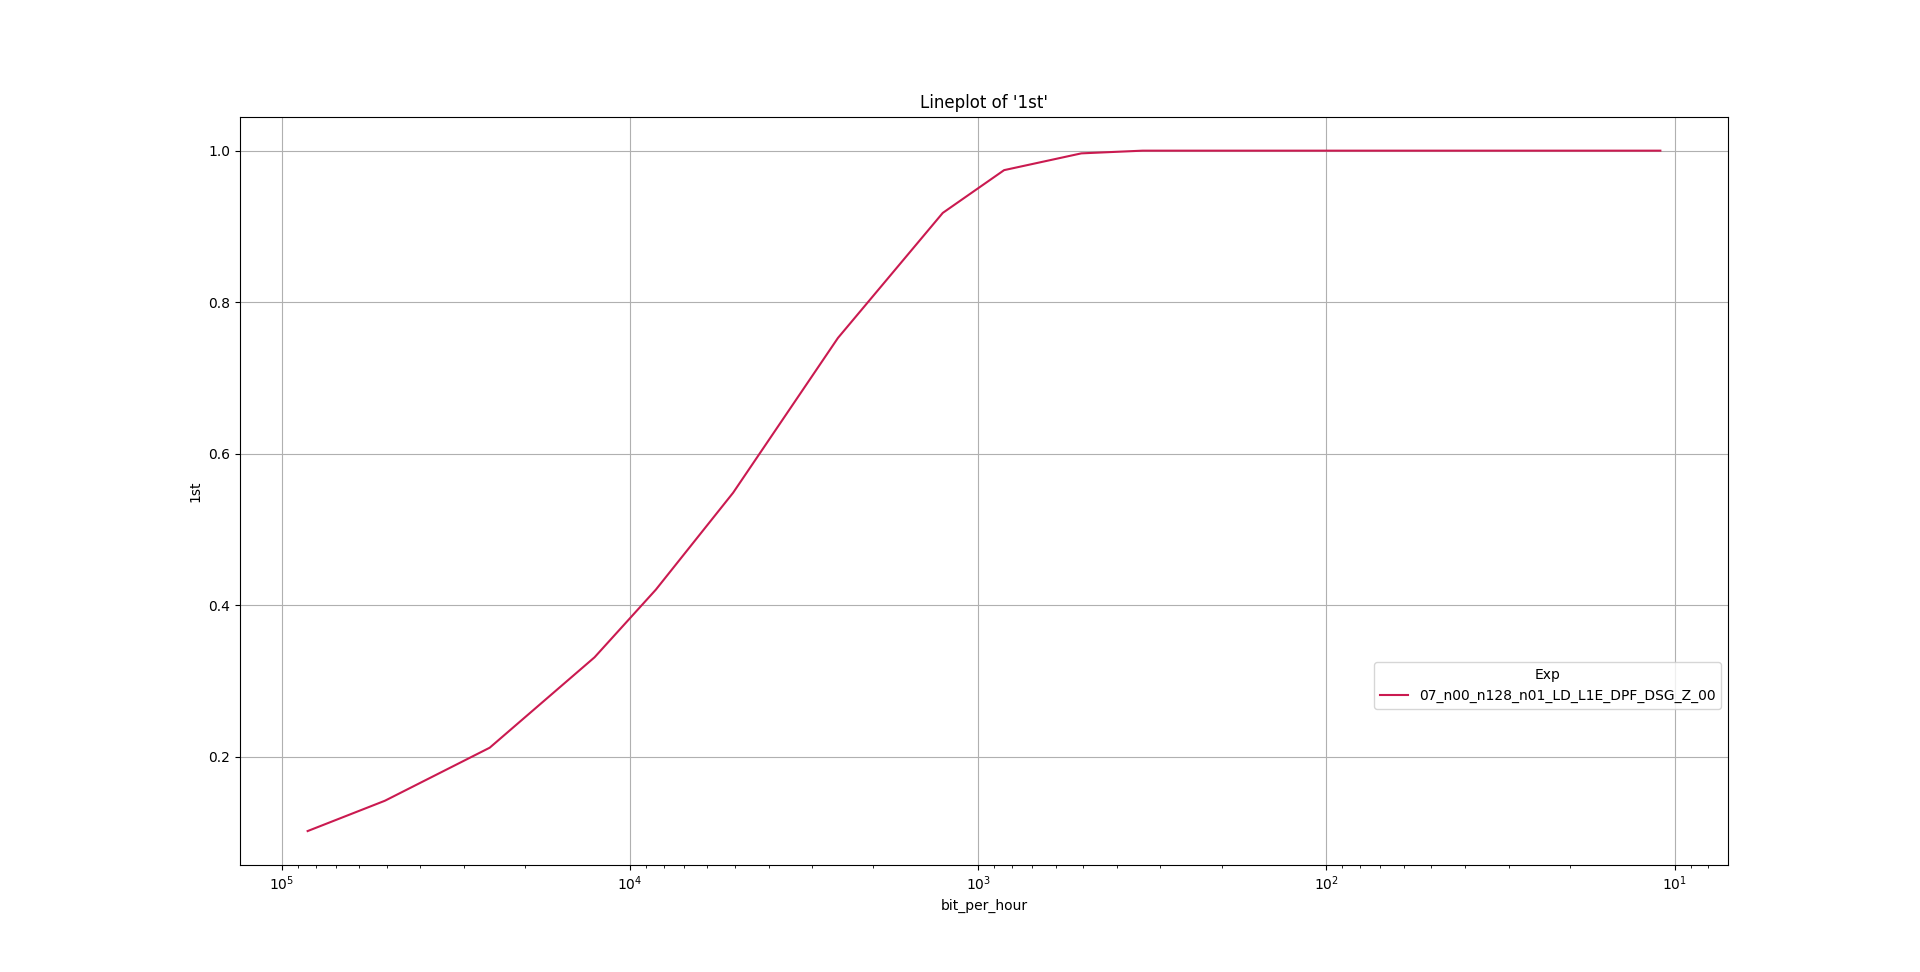 Lineplot of '1st'
1.0
0.8
0.6
0.4
0.2
1st
10⁵
10⁴
10³
10²
10¹
bit_per_hour
Exp
07_n00_n128_n01_LD_L1E_DPF_DSG_Z_00